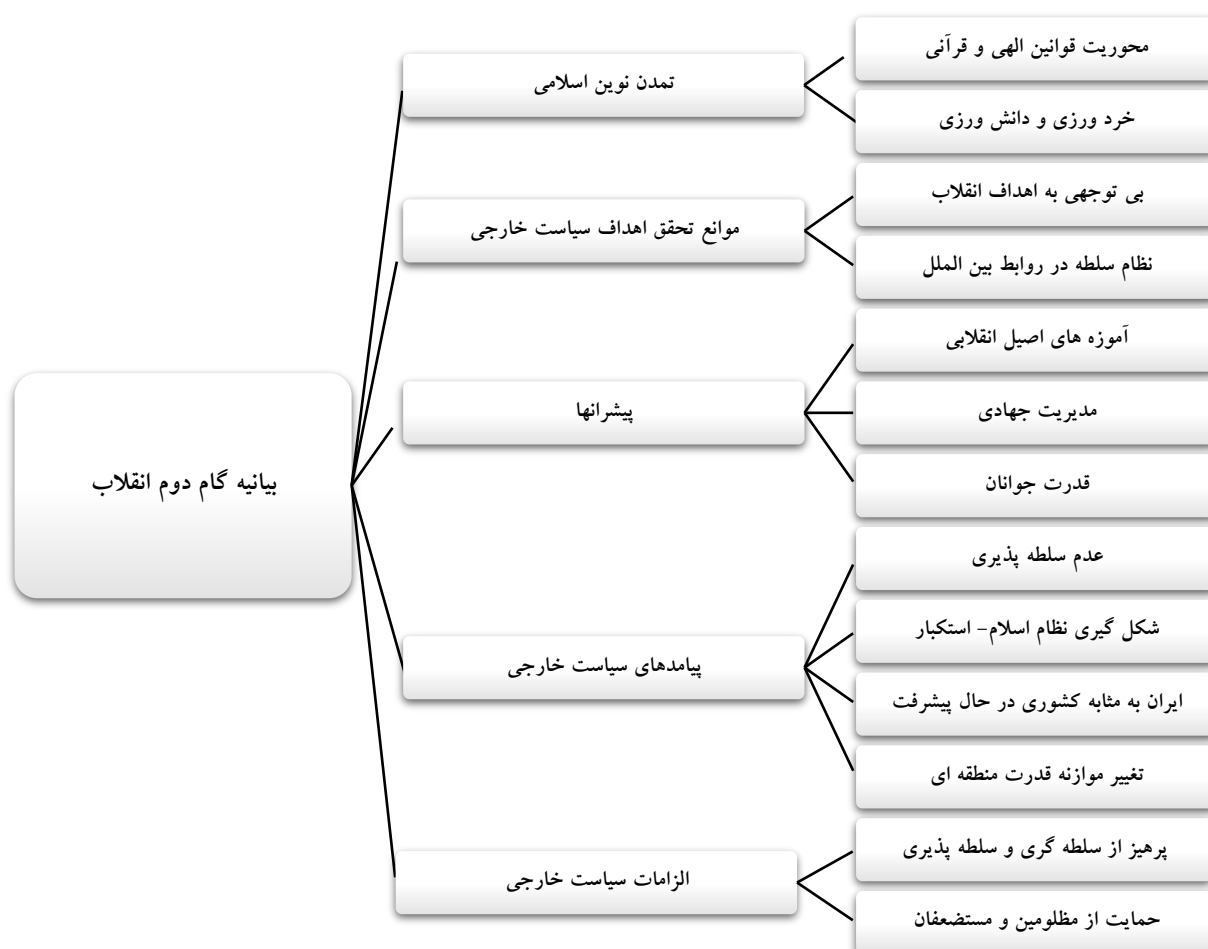 بیانیه گام دوم انقلاب
تمدن نوین اسلامی
محوریت قوانین الهی و قرآنی
خرد ورزی و دانش ورزی
موانع تحقق اهداف سیاست خارجی
بی توجهی به اهداف انقلاب
نظام سلطه در روابط بین الملل
پیشرانها
آموزه های اصیل انقلابی
مدیریت جهادی
قدرت جوانان
پیامدهای سیاست خارجی
عدم سلطه پذیری
شکل گیری نظام اسلام- استکبار
ایران به مثابه کشوری در حال پیشرفت
تغییر موازنه قدرت منطقه ای
الزامات سیاست خارجی
پرهیز از سلطه گری و سلطه پذیری
حمایت از مظلومین و مستضعفان